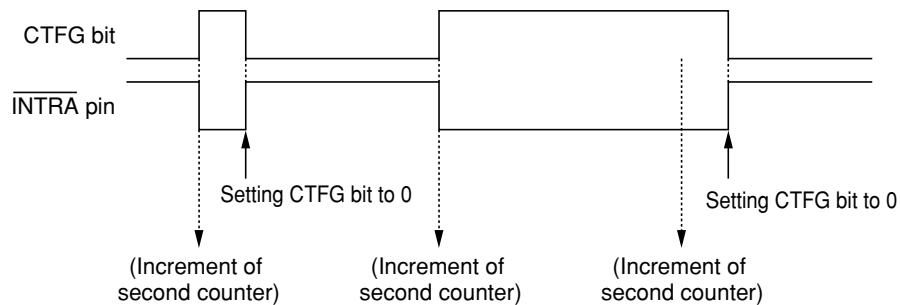 CTFG bit
INTRA pin
Setting CTFG bit to 0
Setting CTFG bit to 0
(Increment of
second counter)
(Increment of
second counter)
(Increment of
second counter)